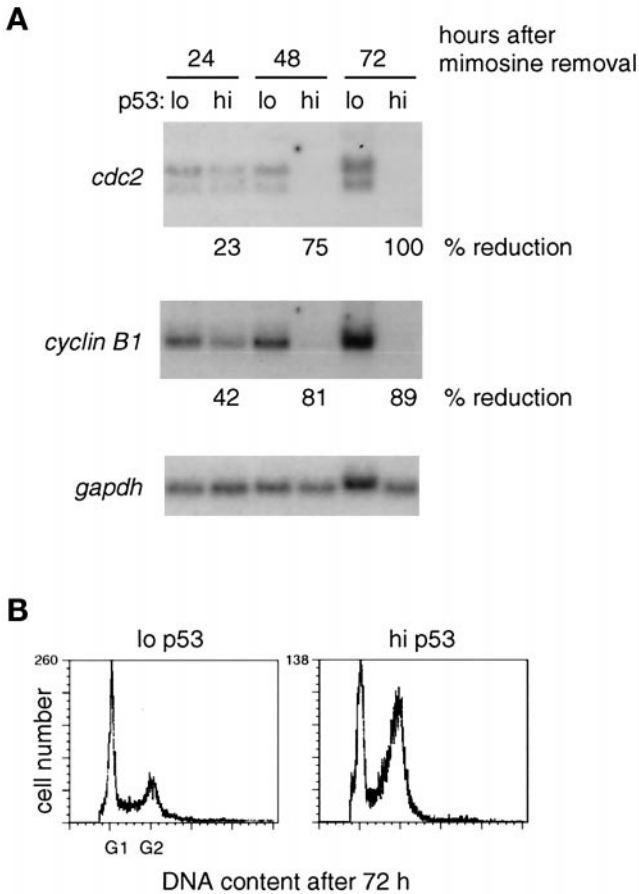 A
hours after
24 48 72 mimosine removal
p53: lo hi lo hi lo hi
cdc2
23 75 100 % reduction
cyclin B1
42 81 89 % reduction
gapdh
B
lo p53 hi p53
260 138
cell number
G1 G2
DNA content after 72 h